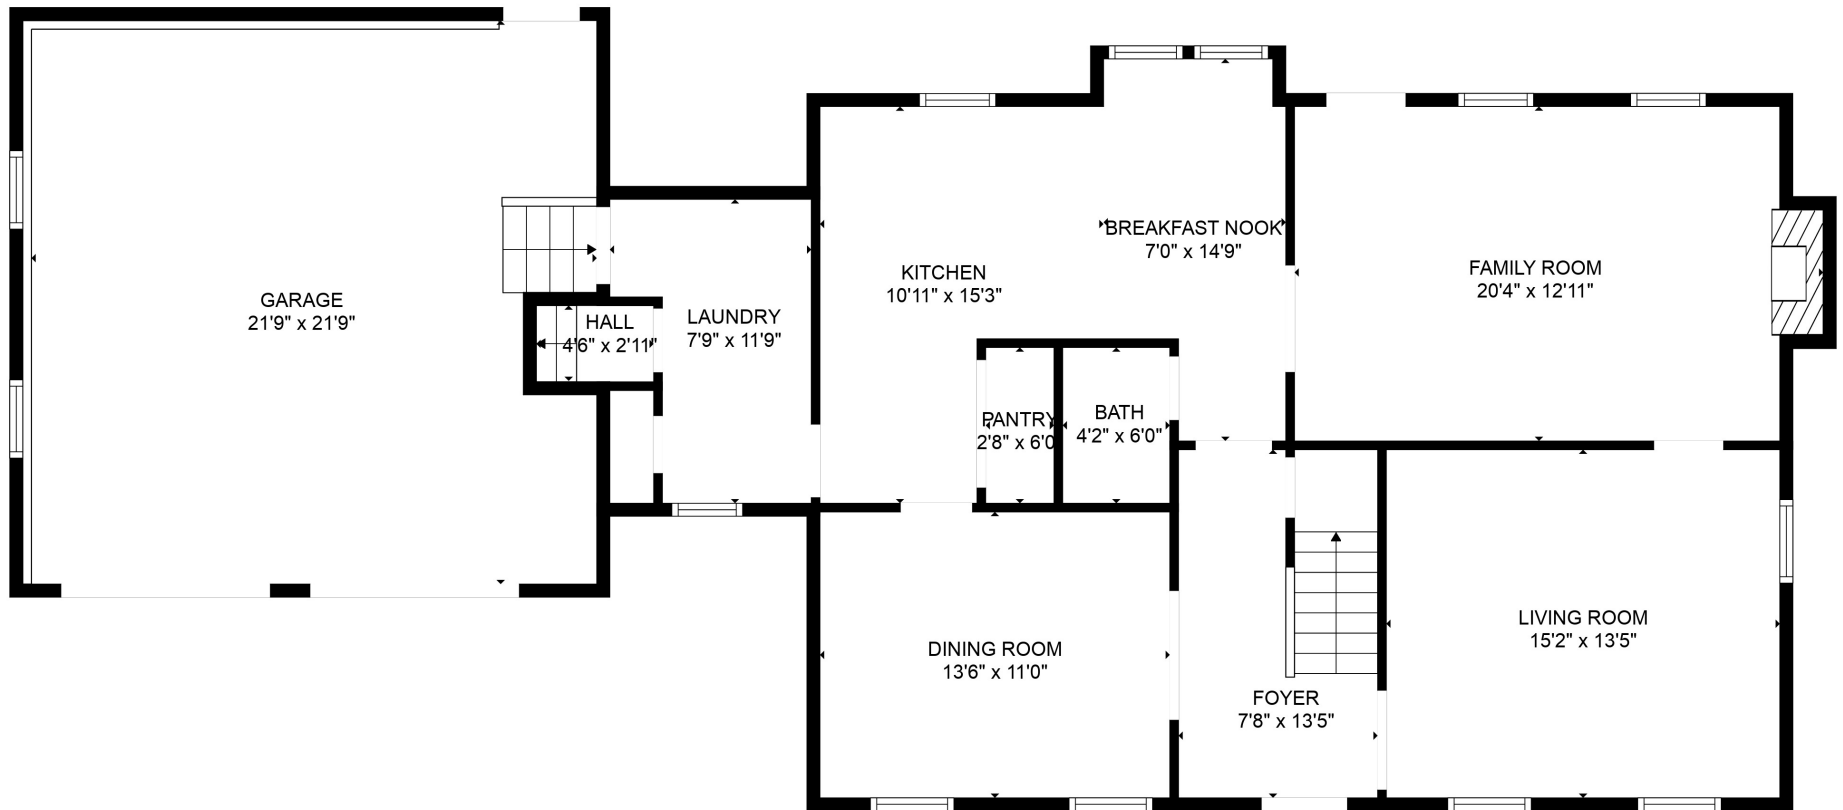 BREAKFAST NOOK
7'0" x 14'9"
KITCHEN
10'11" x 15'3"
FAMILY ROOM
20'4" x 12'11"
GARAGE
21'9" x 21'9"
HALL
4'6" x 2'11"
LAUNDRY
7'9" x 11'9"
PANTRY
2'8" x 6'0
BATH
4'2" x 6'0"
LIVING ROOM
15'2" x 13'5"
DINING ROOM
13'6" x 11'0"
FOYER
7'8" x 13'5"